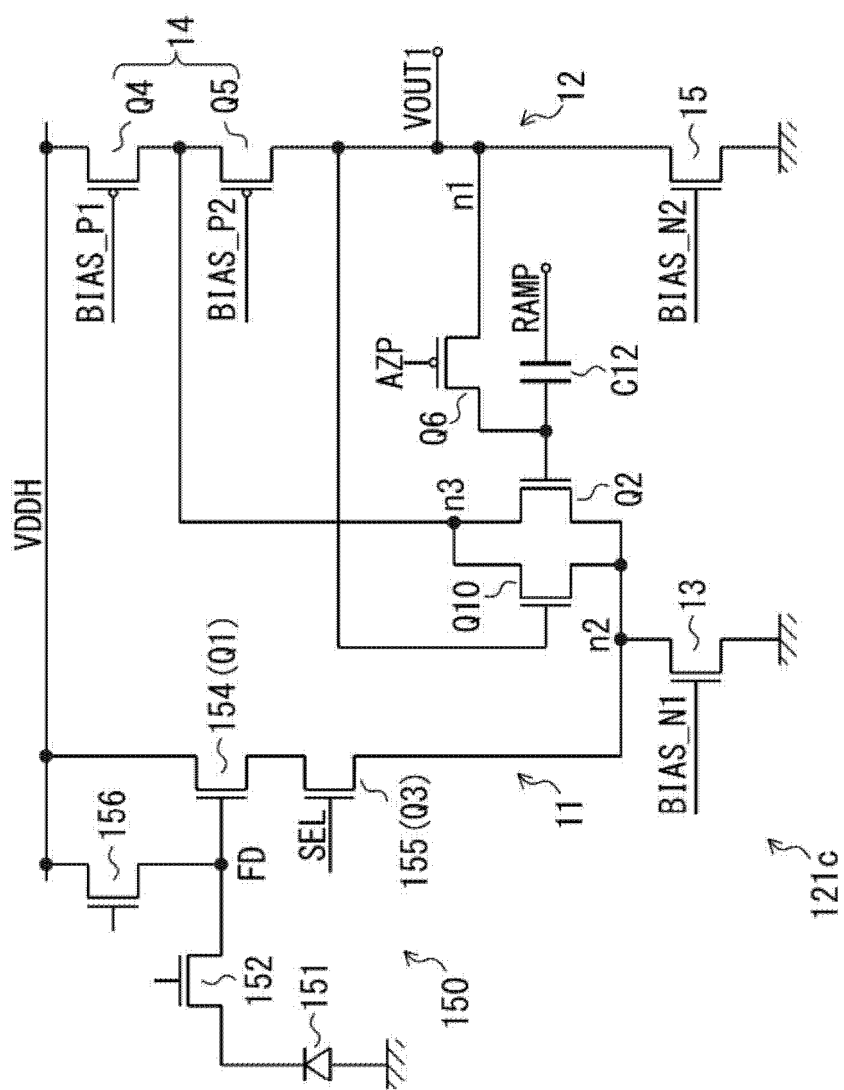 VDDH
156
FD
152
151
150
154(Q1)
SEL
155(Q3)
11
121c
BIAS_P1
Q4
14
BIAS_P2
Q5
VOUT1
12
n1
AZP
Q6
RAMP
C12
n3
Q10
Q2
n2
13
BIAS_N1
15
BIAS_N2